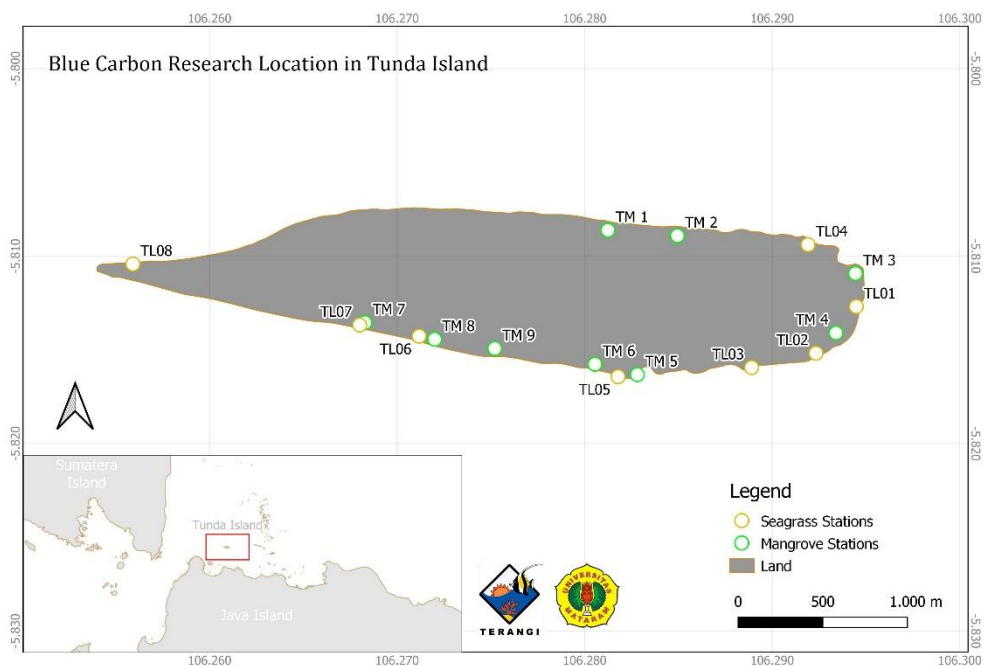 106.260 106.270 106.280 106.290 106.300
-5.800 -5.800
Blue Carbon Research Location in Tunda Island
TM 1 TM 2
TL04
-5.810 -5.810
TL08
TM 3
TL01
TL07 TM 7
TM 4
TL06 TM 8
TM 9
TL02
TM 6
TL03
TM 5
TL05
-5.820 -5.820
Sumatera
Island
Tunda Island
Java Island
TERANGI
UNIVERSITAS
MATARAM
Legend
Seagrass Stations
Mangrove Stations
Land
0 500 1.000 m
-5.830 -5.830
106.260 106.270 106.280 106.290 106.300